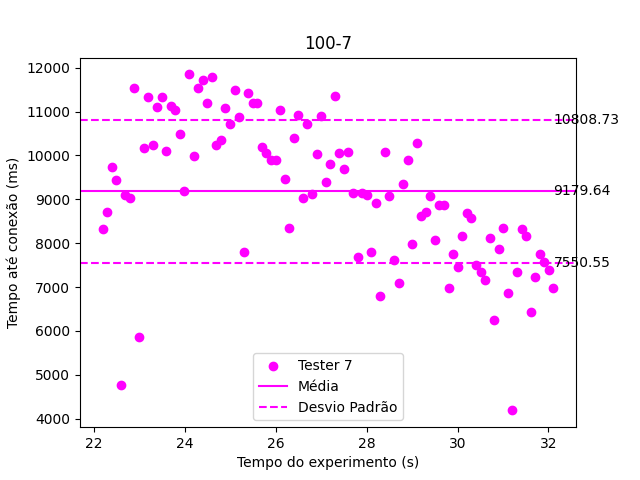 100-7
12000
11000
10000
9000
8000
7000
6000
5000
4000
Tempo até conexão (ms)
10808.73
9179.64
7550.55
Tester 7
Média
Desvio Padrão
22 24 26 28 30 32
Tempo do experimento (s)